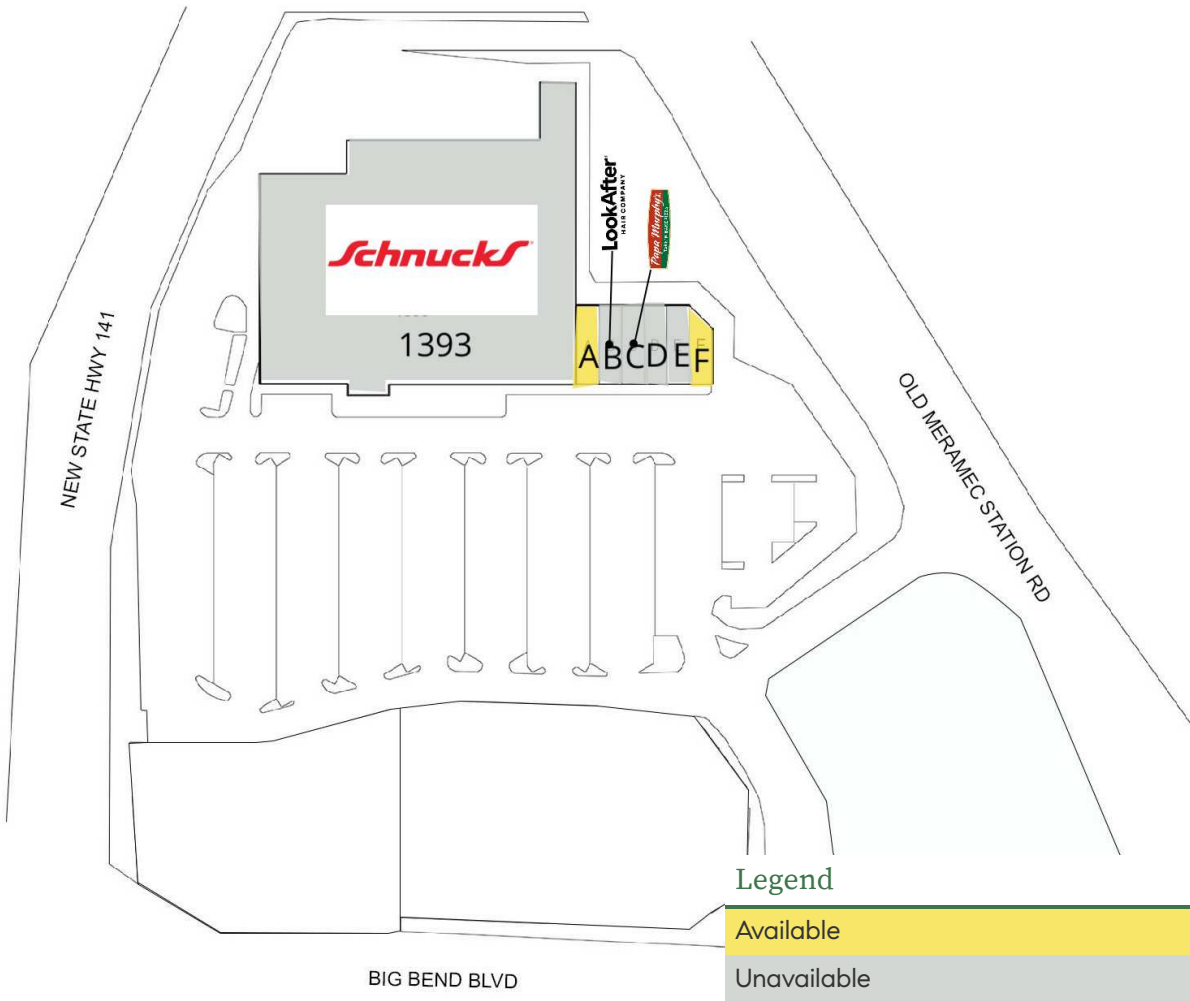 LookAfter
HAIR COMPANY
Papa Murphy's
Schnucks
1393
A B C D E F
NEW STATE HWY 141
OLD MERAMEC STATION RD
Legend
Available
Unavailable
BIG BEND BLVD